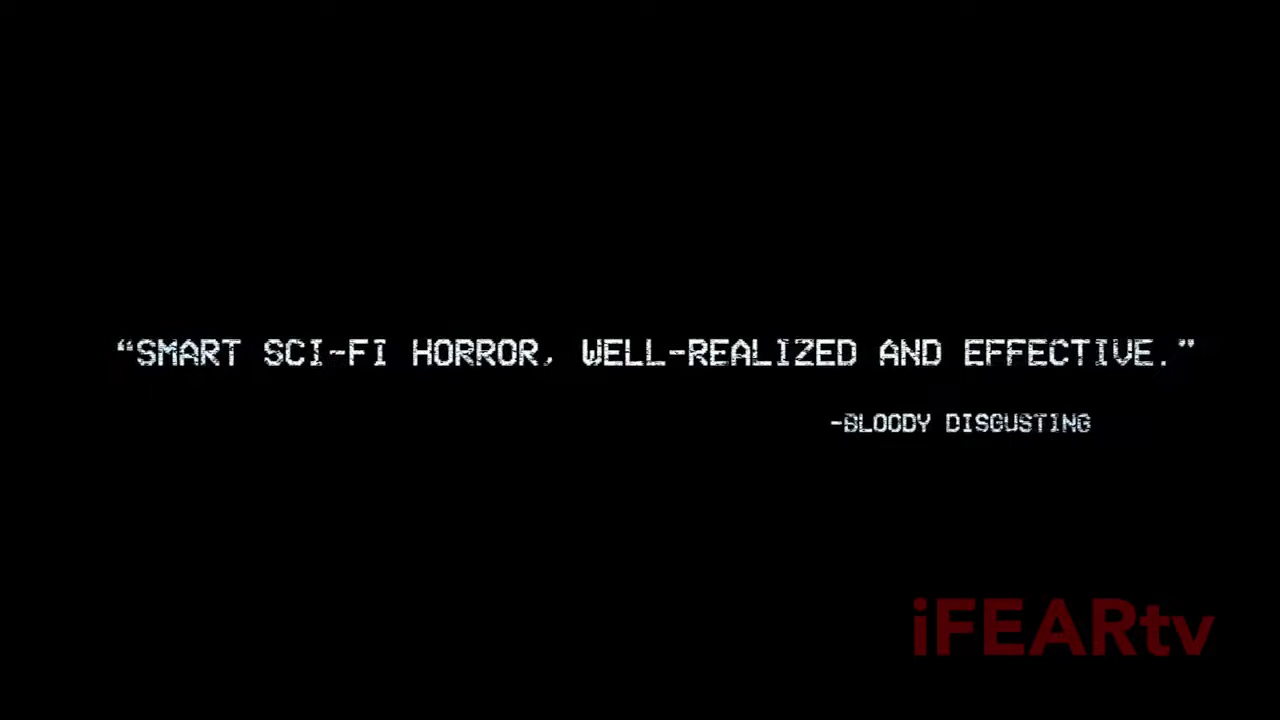 “SMART SCI-FI HORROR, WELL-REALIZED AND EFFECTIVE.”
-BLOODY DISGUSTING
iFEARtv